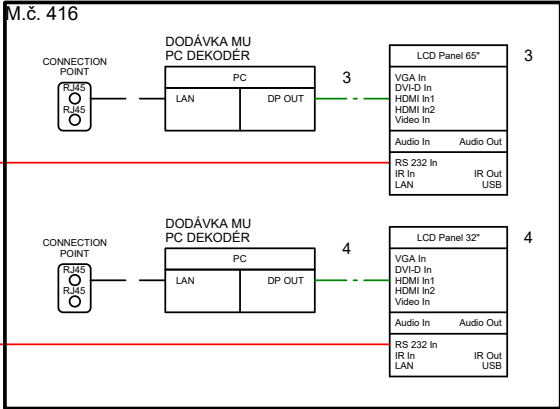 M.č. 416
DODÁVKA MU
PC DEKODÉR
CONNECTION
POINT
RJ45
RJ45
PC
LAN
DP OUT
3
LCD Panel 65"
3
VGA In
DVI-D In
HDMI In1
HDMI In2
Video In
Audio In
Audio Out
RS 232 In
IR In
IR Out
LAN
USB
DODÁVKA MU
PC DEKODÉR
CONNECTION
POINT
RJ45
RJ45
PC
LAN
DP OUT
4
LCD Panel 32"
4
VGA In
DVI-D In
HDMI In1
HDMI In2
Video In
Audio In
Audio Out
RS 232 In
IR In
IR Out
LAN
USB